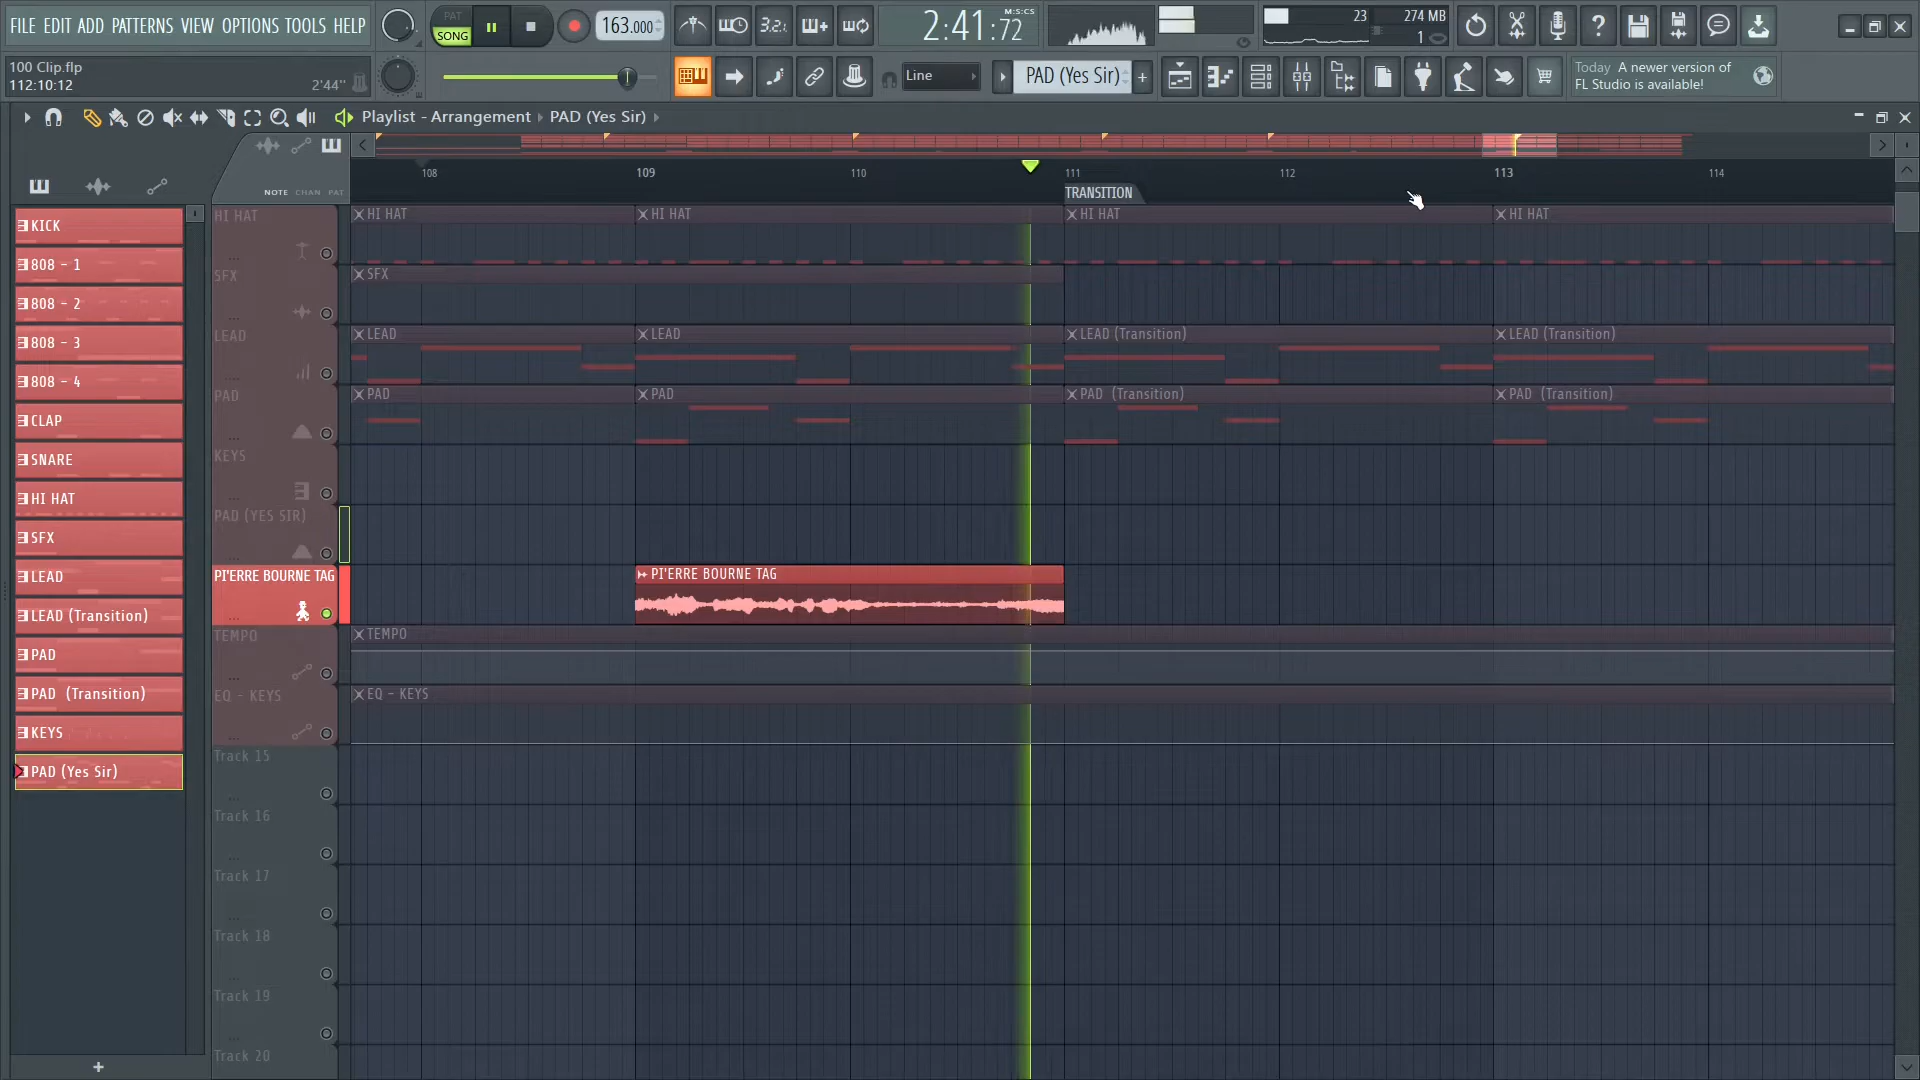 FILE EDIT ADD PATTERNS VIEW OPTIONS TOOLS HELP
PAT
SONG
163.000
3.2.
2:41:72
M:S:CS
23
274 MB
1
100 Clip.flp
112:10:12
2'44"
Line
PAD (Yes Sir)
Today A newer version of
FL Studio is available!
Playlist - Arrangement
PAD (Yes Sir)
NOTE CHAN PAT
108
109
110
111
112
113
114
TRANSITION
KICK
808 - 1
808 - 2
808 - 3
808 - 4
CLAP
SNARE
HI HAT
SFX
LEAD
LEAD (Transition)
PAD
PAD (Transition)
KEYS
PAD (Yes Sir)
HI HAT
HI HAT
HI HAT
HI HAT
HI HAT
SFX
SFX
LEAD
LEAD
LEAD
LEAD (Transition)
LEAD (Transition)
PAD
PAD
PAD
PAD (Transition)
PAD (Transition)
KEYS
PAD (YES SIR)
PI'ERRE BOURNE TAG
PI'ERRE BOURNE TAG
TEMPO
TEMPO
EQ - KEYS
EQ - KEYS
Track 15
Track 16
Track 17
Track 18
Track 19
Track 20